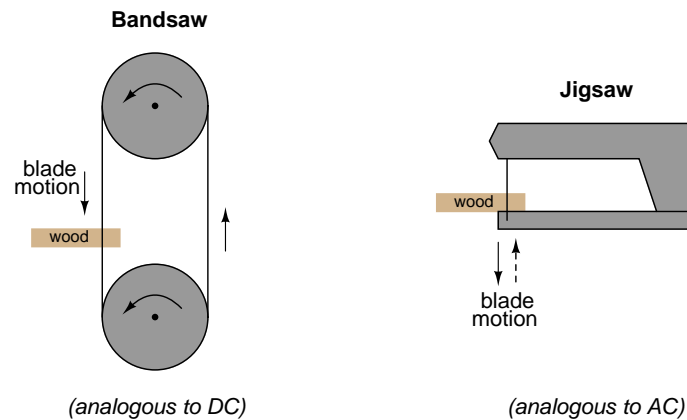 Bandsaw
blade
motion
wood
(analogous to DC)
Jigsaw
wood
blade
motion
(analogous to AC)